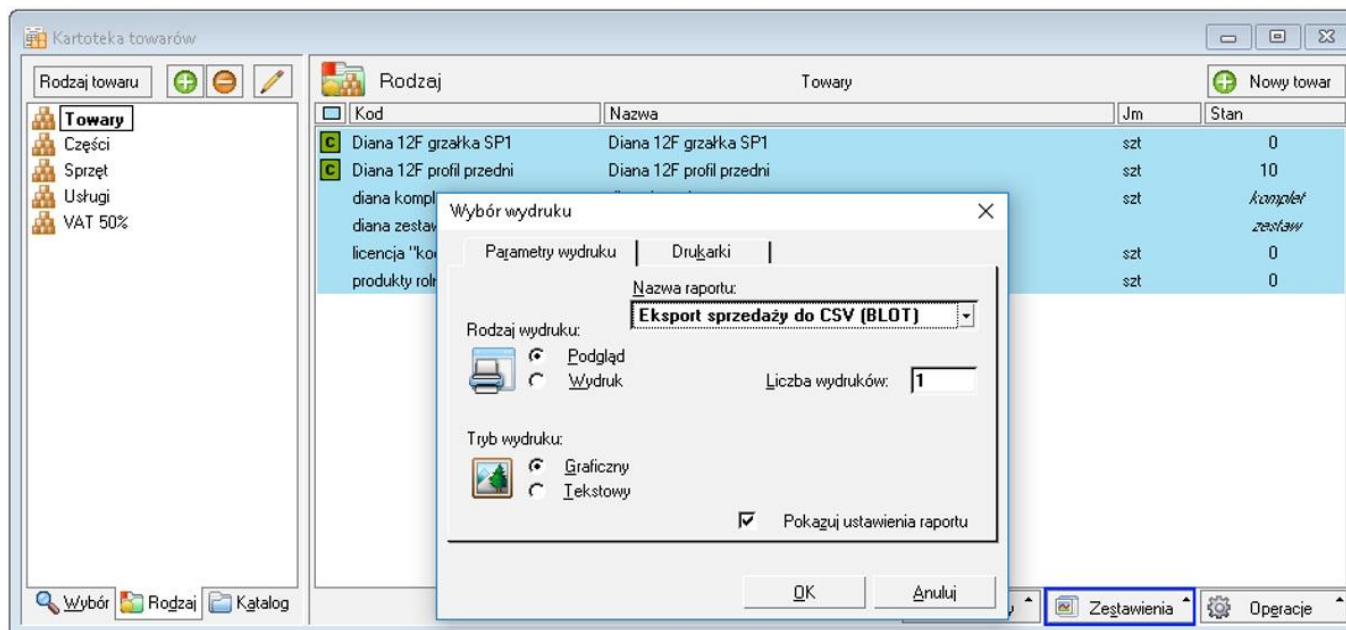 Kartoteka towarów
Rodzaj towaru
Rodzaj
Towary
Nowy towar
Towary
Części
Sprzęt
Usługi
VAT 50%
Kod Nazwa Jm Stan
C Diana 12F grzałka SP1 Diana 12F grzałka SP1 szt 0
C Diana 12F profil przedni Diana 12F profil przedni szt 10
diana kompl szt komplet
diana zestaw zestaw
licencja szt 0
produkty szt 0
Wybór wydruku
Parametry wydruku Drukarki
Nazwa raportu:
Eksport sprzedaży do CSV (BLOT)
Rodzaj wydruku:
Podgląd
Wydruk
Liczba wydruków: 1
Tryb wydruku:
Graficzny
Tekstowy
Pokazuj ustawienia raportu
OK Anuluj
Wybór Rodzaj Katalog
Zestawienia Operacje